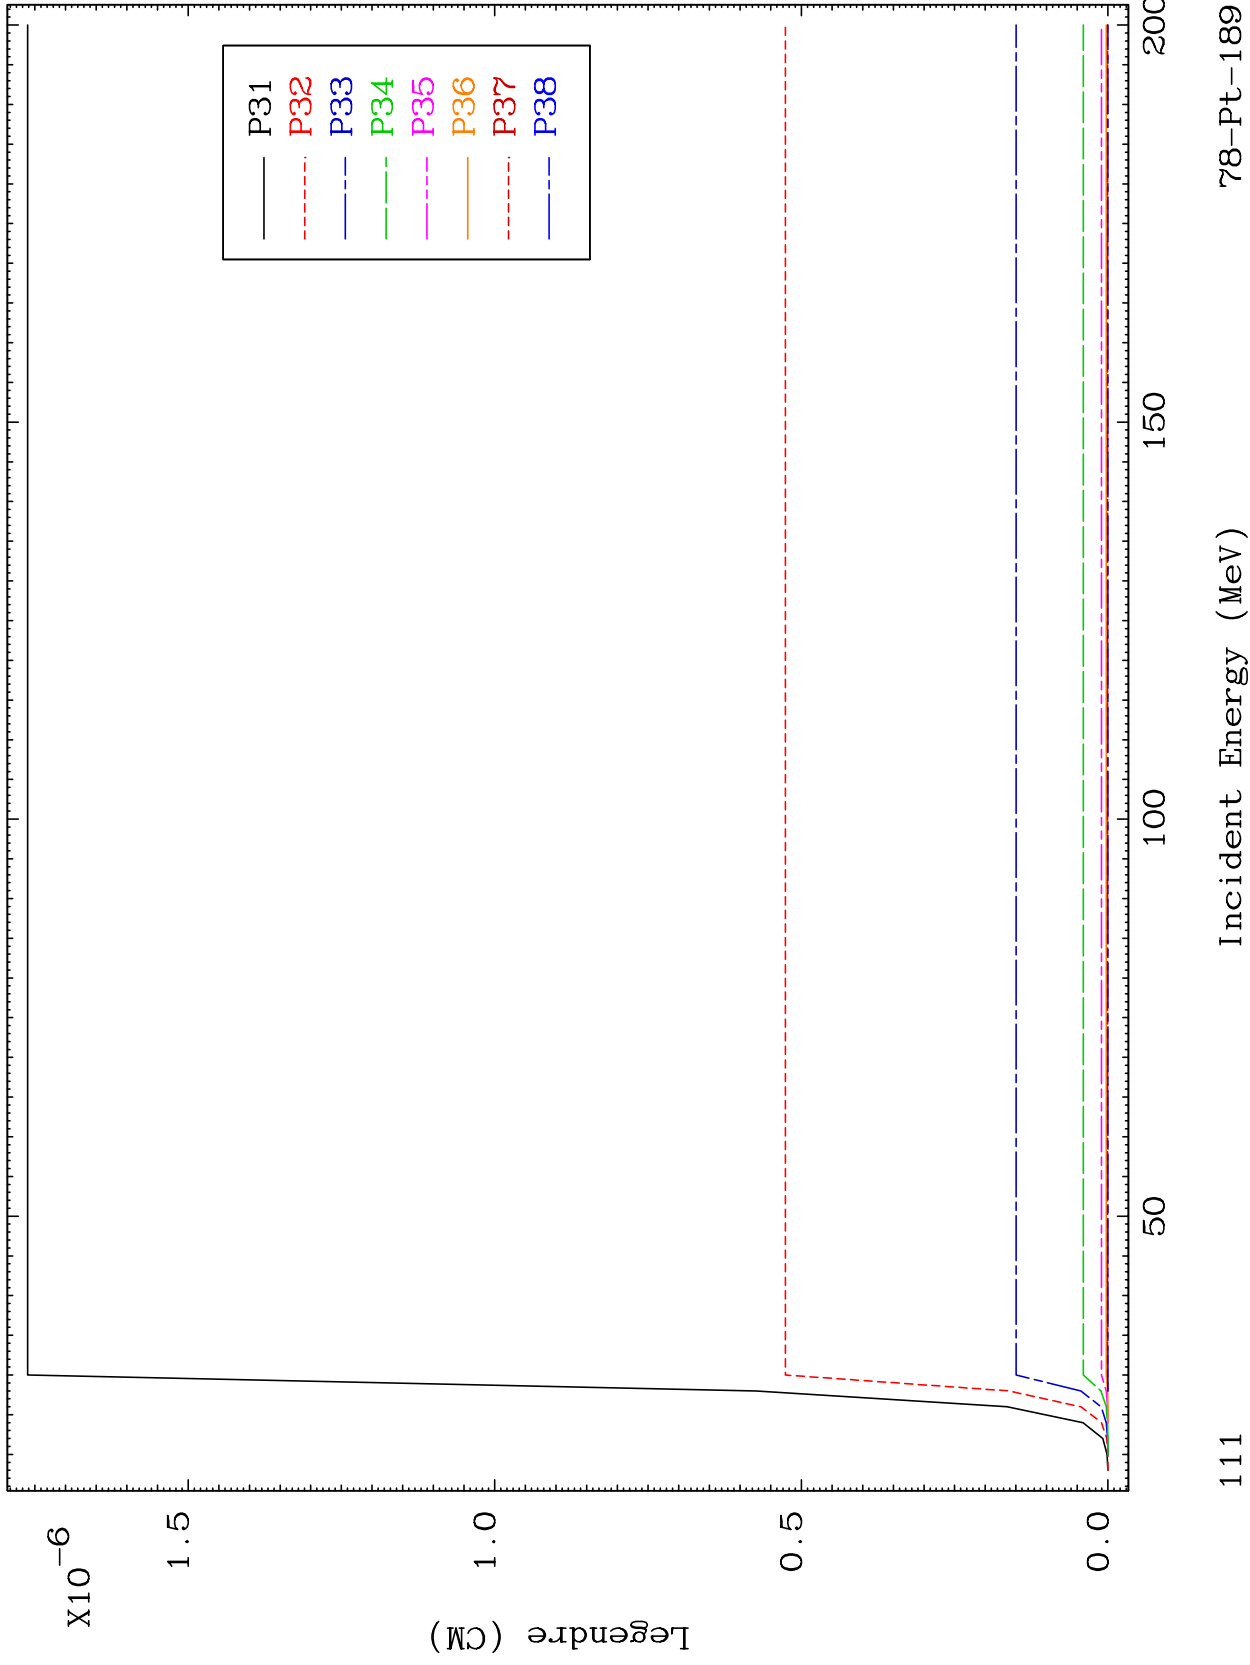 X10-6
1.5
1.0
0.5
0.0
Legendre (CM)
P31
P32
P33
P34
P35
P36
P37
P38
50
100
150
200
Incident Energy (MeV)
111
78-Pt-189